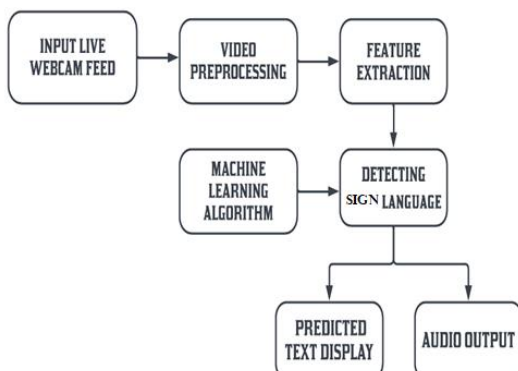 INPUT LIVE
WEBCAM FEED
VIDEO
PREPROCESSING
FEATURE
EXTRACTION
MACHINE
LEARNING
ALGORITHM
DETECTING
SIGN LANGUAGE
PREDICTED
TEXT DISPLAY
AUDIO OUTPUT